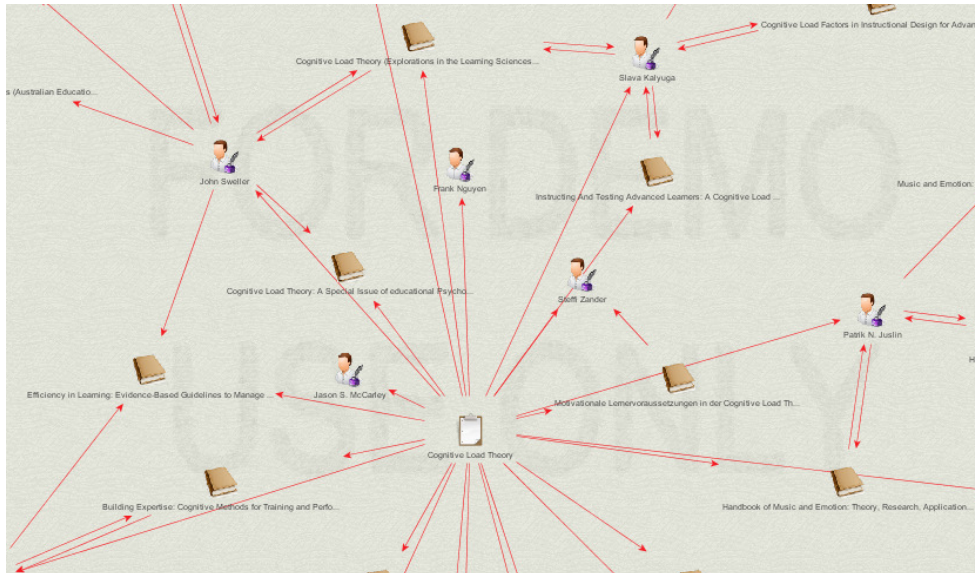 Cognitive Load Factors in Instructional Design for Advan
Cognitive Load Theory (Explorations in the Learning Sciences...
Slava Kalyuga
s (Australian Educatio...
FOR DEMO
John Sweller
Frank Nguyen
Music and Emotion:
Instructing And Testing Advanced Learners: A Cognitive Load ...
Cognitive Load Theory: A Special Issue of educational Psycho...
Steffi Zander
Patrik N. Juslin
USE ONLY
H
Efficiency in Learning: Evidence-Based Guidelines to Manage ...
Jason S. McCarley
Motivationale Lernervoraussetzungen in der Cognitive Load Th...
Cognitive Load Theory
Building Expertise: Cognitive Methods for Training and Perfo...
Handbook of Music and Emotion: Theory, Research, Application...